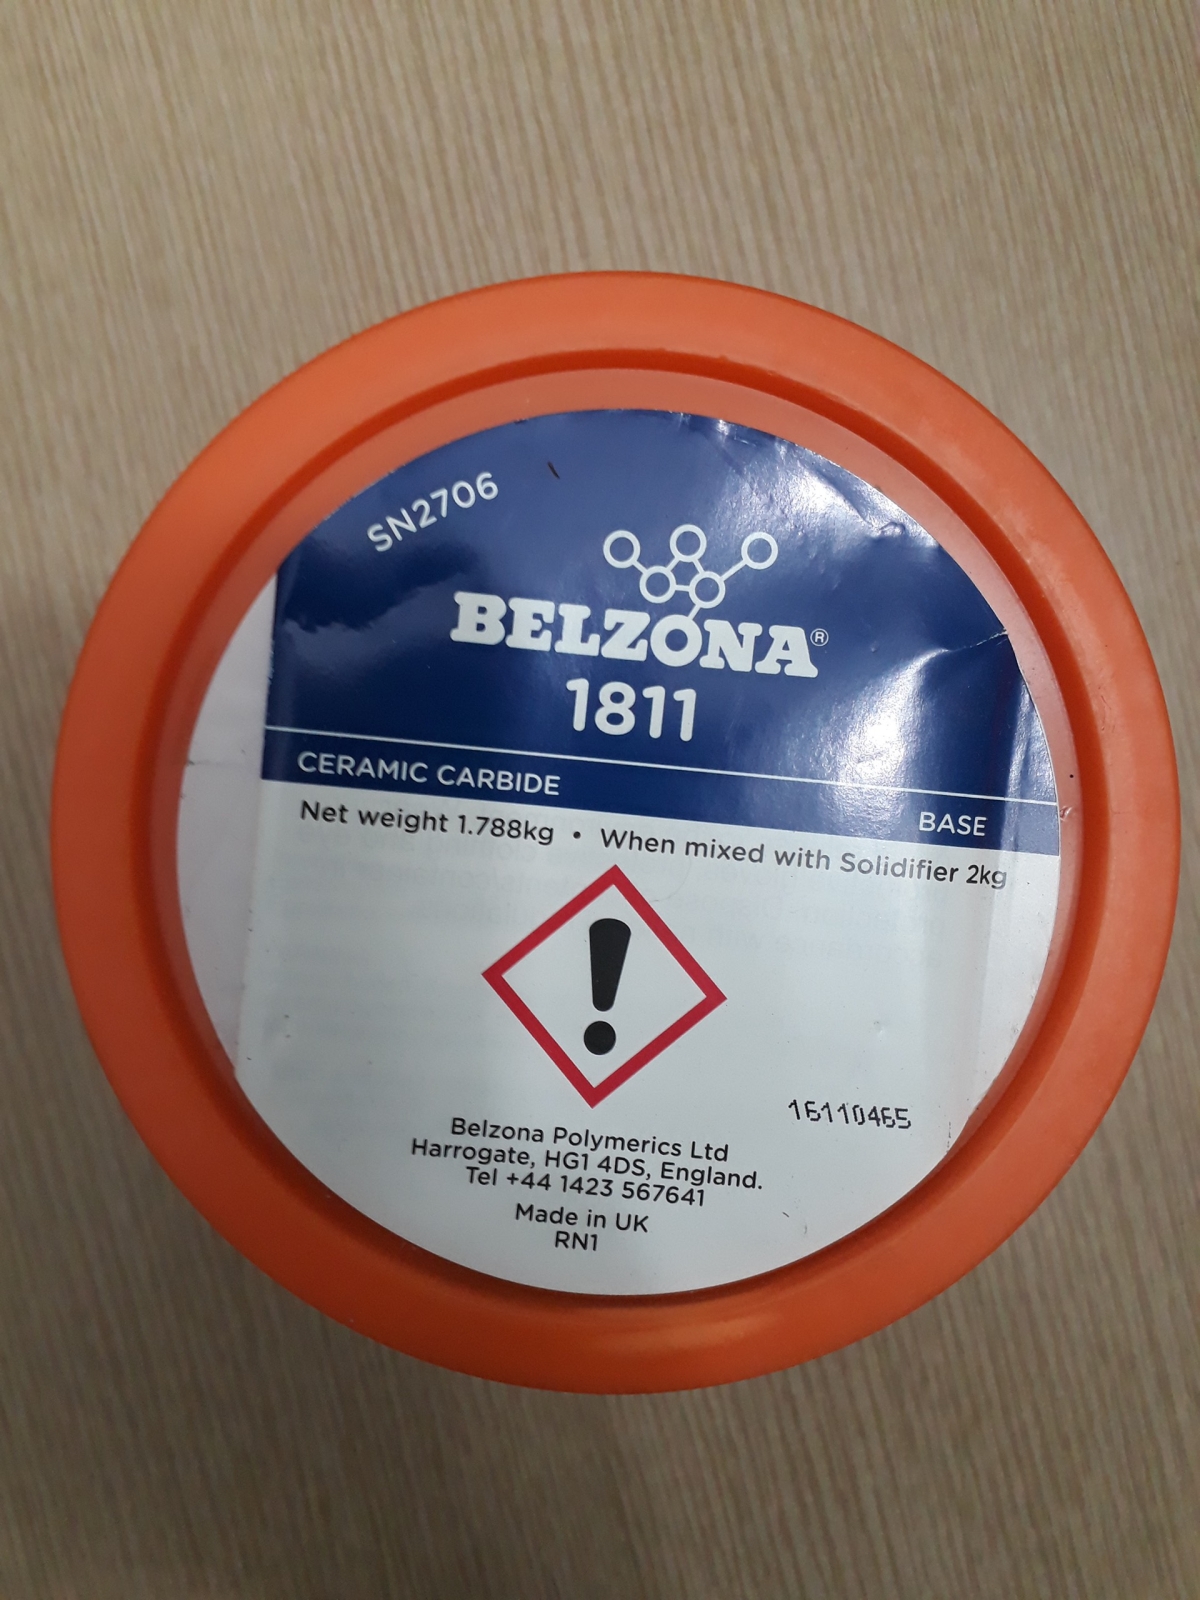 SN2706
BELZONA®
1811
CERAMIC CARBIDE
BASE
Net weight 1.788kg • When mixed with Solidifier 2kg
16110465
Belzona Polymerics Ltd
Harrogate, HG1 4DS, England.
Tel +44 1423 567641
Made in UK
RN1